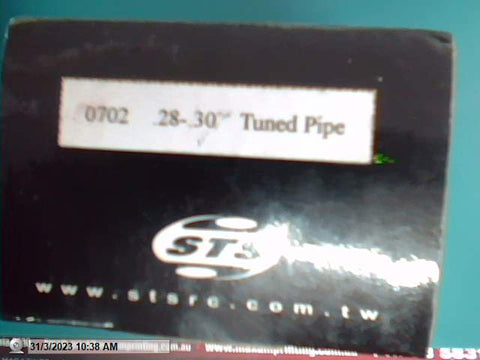 0702 .28-.30 Tuned Pipe
STS
www.stsrc.com.tw
31/3/2023 10:38 AM